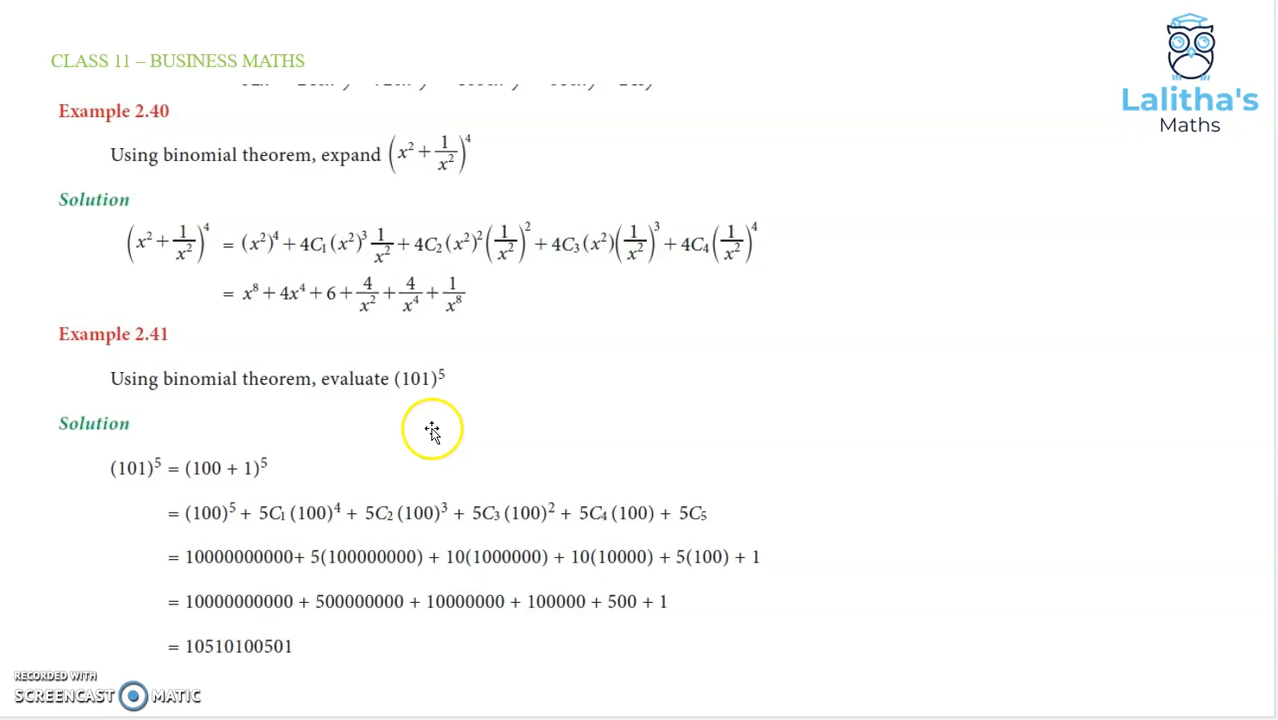 CLASS 11 – BUSINESS MATHS
Lalitha's
Maths
Example 2.40
Using binomial theorem, expand (x² + 1/x²)⁴
Solution
(x² + 1/x²)⁴ = (x²)⁴ + 4C₁(x²)³ 1/x² + 4C₂(x²)²(1/x²)² + 4C₃(x²)(1/x²)³ + 4C₄(1/x²)⁴
= x⁸ + 4x⁴ + 6 + 4/x² + 4/x⁴ + 1/x⁸
Example 2.41
Using binomial theorem, evaluate (101)⁵
Solution
(101)⁵ = (100 + 1)⁵
= (100)⁵ + 5C₁ (100)⁴ + 5C₂ (100)³ + 5C₃ (100)² + 5C₄ (100) + 5C₅
= 10000000000+ 5(100000000) + 10(1000000) + 10(10000) + 5(100) + 1
= 10000000000 + 500000000 + 10000000 + 100000 + 500 + 1
= 10510100501
RECORDED WITH
SCREENCAST MATIC